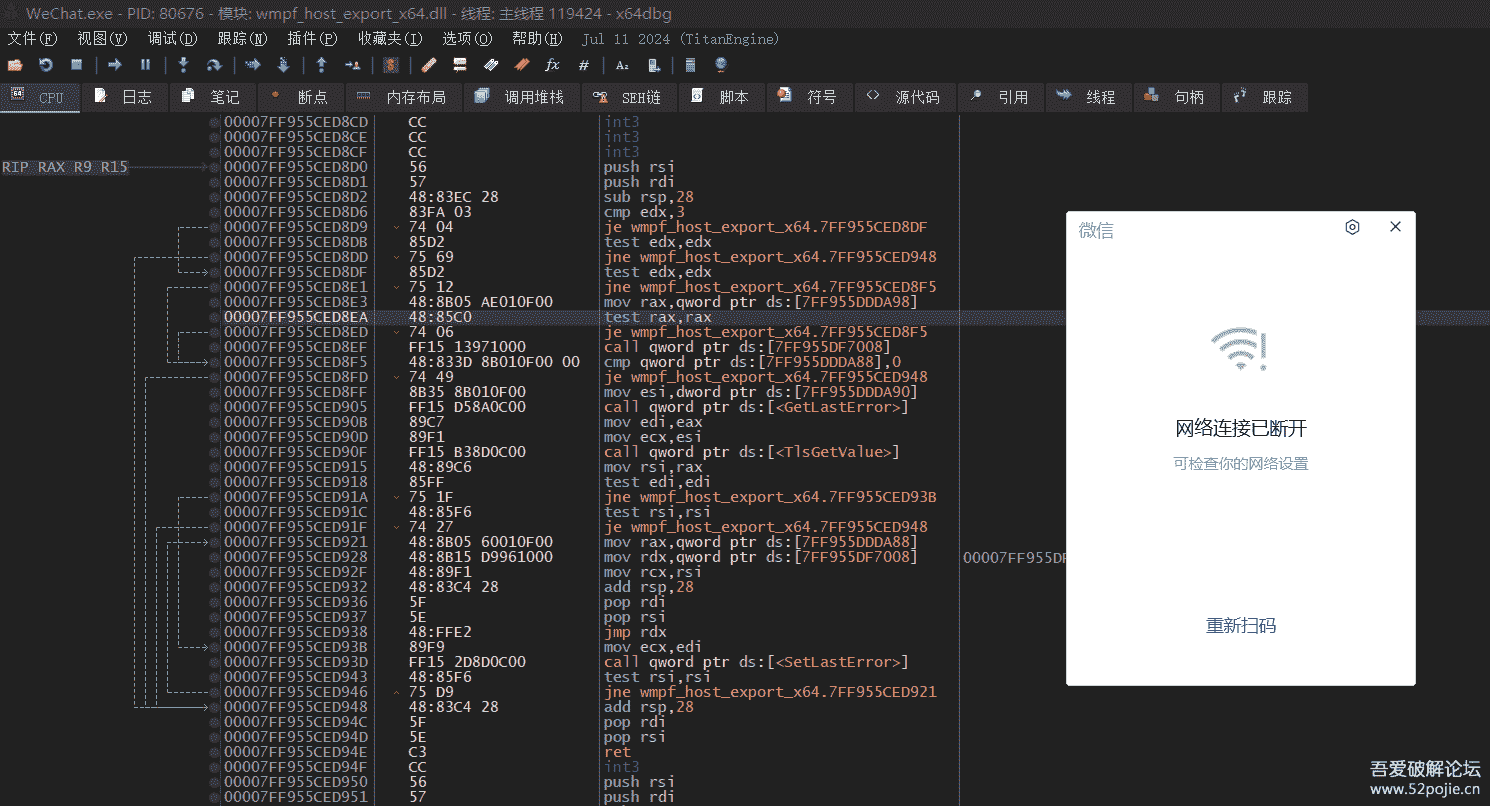 WeChat.exe - PID: 80676 - 模块: wmpf_host_export_x64.dll - 线程: 主线程 119424 - x64dbg
文件(F) 视图(V) 调试(D) 跟踪(N) 插件(P) 收藏夹(I) 选项(O) 帮助(H) Jul 11 2024 (TitanEngine)
CPU 日志 笔记 断点 内存布局 调用堆栈 SEH链 脚本 符号 源代码 引用 线程 句柄 跟踪
00007FF955CED8CD CC int3
00007FF955CED8CE CC int3
00007FF955CED8CF CC int3
RIP RAX R9 R15 00007FF955CED8D0 56 push rsi
00007FF955CED8D1 57 push rdi
00007FF955CED8D2 48:83EC 28 sub rsp,28
00007FF955CED8D6 83FA 03 cmp edx,3
00007FF955CED8D9 74 04 je wmpf_host_export_x64.7FF955CED8DF
00007FF955CED8DB 85D2 test edx,edx
00007FF955CED8DD 75 69 jne wmpf_host_export_x64.7FF955CED948
00007FF955CED8DF 85D2 test edx,edx
00007FF955CED8E1 75 12 jne wmpf_host_export_x64.7FF955CED8F5
00007FF955CED8E3 48:8B05 AE010F00 mov rax,qword ptr ds:[7FF955DDDA98]
00007FF955CED8EA 48:85C0 test rax,rax
00007FF955CED8ED 74 06 je wmpf_host_export_x64.7FF955CED8F5
00007FF955CED8EF FF15 13971000 call qword ptr ds:[7FF955DF7008]
00007FF955CED8F5 48:833D 8B010F00 00 cmp qword ptr ds:[7FF955DDDA88],0
00007FF955CED8FD 74 49 je wmpf_host_export_x64.7FF955CED948
00007FF955CED8FF 8B35 8B010F00 mov esi,dword ptr ds:[7FF955DDDA90]
00007FF955CED905 FF15 D58A0C00 call qword ptr ds:[<GetLastError>]
00007FF955CED90B 89C7 mov edi,eax
00007FF955CED90D 89F1 mov ecx,esi
00007FF955CED90F FF15 B38D0C00 call qword ptr ds:[<TlsGetValue>]
00007FF955CED915 48:89C6 mov rsi,rax
00007FF955CED918 85FF test edi,edi
00007FF955CED91A 75 1F jne wmpf_host_export_x64.7FF955CED93B
00007FF955CED91C 48:85F6 test rsi,rsi
00007FF955CED91F 74 27 je wmpf_host_export_x64.7FF955CED948
00007FF955CED921 48:8B05 60010F00 mov rax,qword ptr ds:[7FF955DDDA88]
00007FF955CED928 48:8B15 D9961000 mov rdx,qword ptr ds:[7FF955DF7008] 00007FF955DF
00007FF955CED92F 48:89F1 mov rcx,rsi
00007FF955CED932 48:83C4 28 add rsp,28
00007FF955CED936 5F pop rdi
00007FF955CED937 5E pop rsi
00007FF955CED938 48:FFE2 jmp rdx
00007FF955CED93B 89F9 mov ecx,edi
00007FF955CED93D FF15 2D8D0C00 call qword ptr ds:[<SetLastError>]
00007FF955CED943 48:85F6 test rsi,rsi
00007FF955CED946 75 D9 jne wmpf_host_export_x64.7FF955CED921
00007FF955CED948 48:83C4 28 add rsp,28
00007FF955CED94C 5F pop rdi
00007FF955CED94D 5E pop rsi
00007FF955CED94E C3 ret
00007FF955CED94F CC int3
00007FF955CED950 56 push rsi
00007FF955CED951 57 push rdi
微信
网络连接已断开
可检查你的网络设置
重新扫码
吾爱破解论坛
www.52pojie.cn